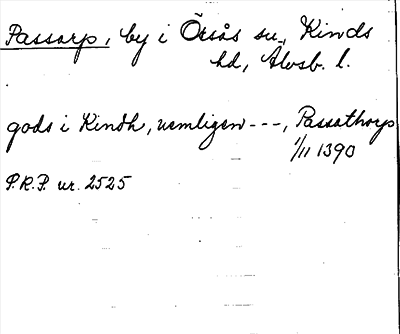 Passarp, by i Örsås sn., Kinds
hd, Älvsb. l.
gods i Kindh, nemligen ---, Passathorp
1/11 1390
P.R.P. nr. 2525